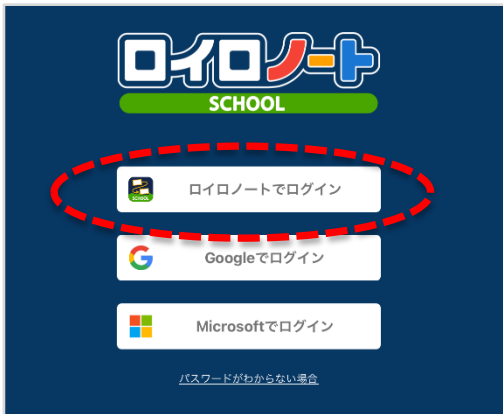 ロイロノート
SCHOOL
SCHOOL
ロイロノートでログイン
Googleでログイン
Microsoftでログイン
パスワードがわからない場合